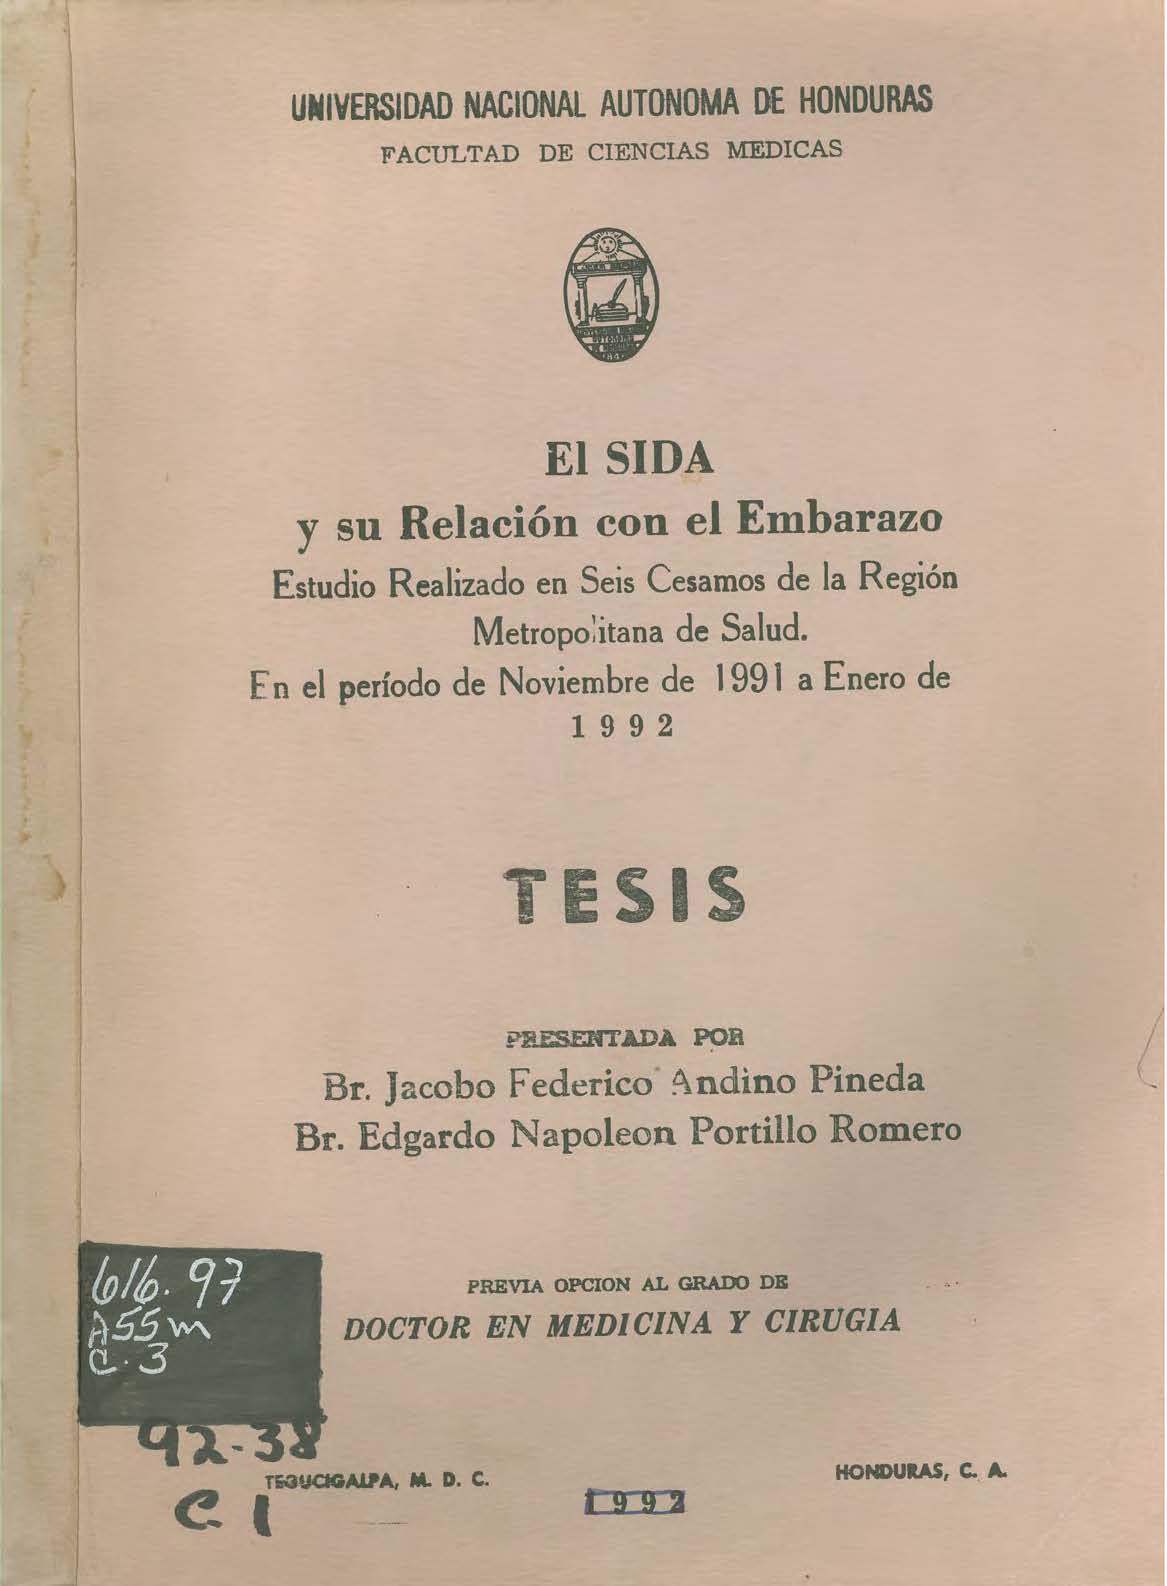 UNIVERSIDAD NACIONAL AUTONOMA DE HONDURAS
FACULTAD DE CIENCIAS MEDICAS
El SIDA
y su Relación con el Embarazo
Estudio Realizado en Seis Cesamos de la Región
Metropolitana de Salud.
En el período de Noviembre de 1991 a Enero de
1992
TESIS
PRESENTADA POR
Br. Jacobo Federico Andino Pineda
Br. Edgardo Napoleon Portillo Romero
PREVIA OPCION AL GRADO DE
DOCTOR EN MEDICINA Y CIRUGIA
616.97
A55m
C.3
92-38
C1
TEGUCIGALPA, M. D. C.
HONDURAS, C. A.
1992